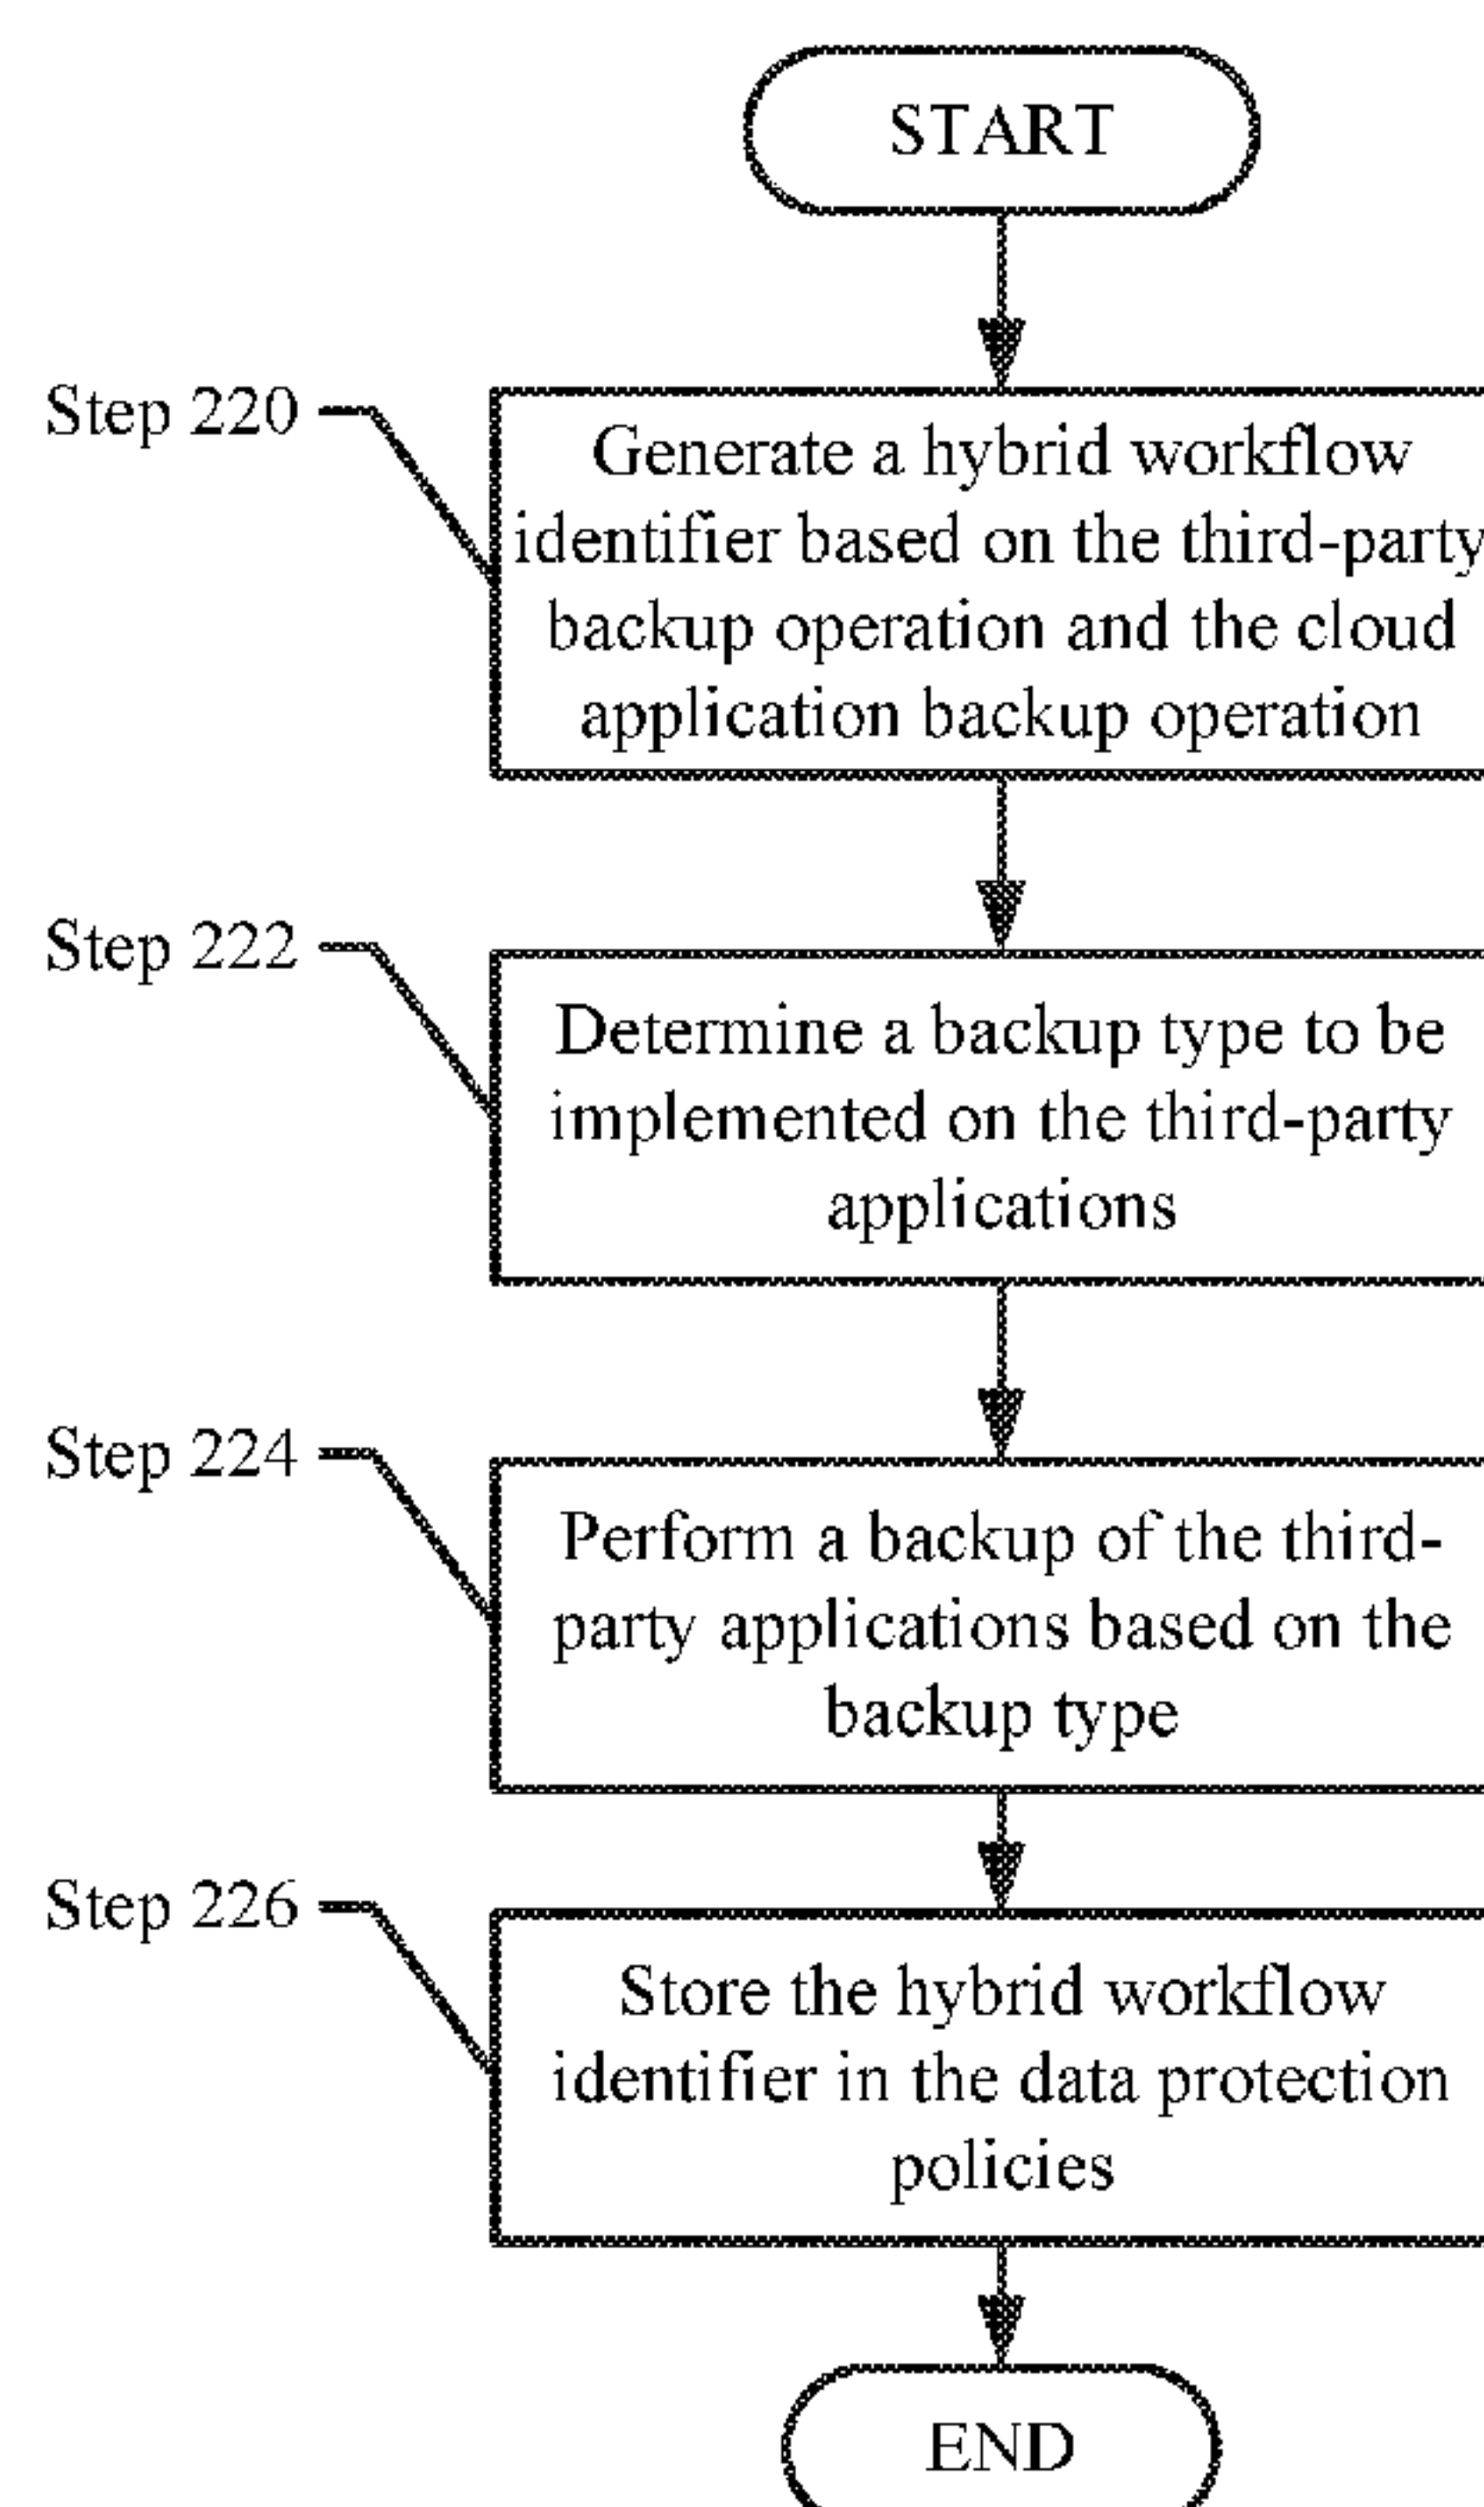 START
Step 220
Generate a hybrid workflow
identifier based on the third-party
backup operation and the cloud
application backup operation
Step 222
Determine a backup type to be
implemented on the third-party
applications
Step 224
Perform a backup of the third-
party applications based on the
backup type
Step 226
Store the hybrid workflow
identifier in the data protection
policies
END